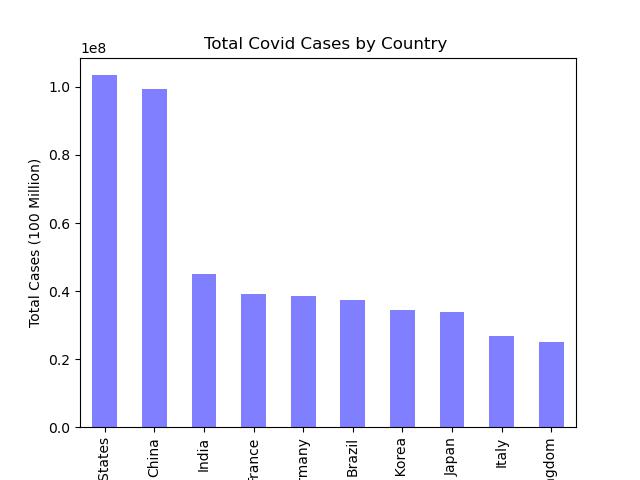 Total Covid Cases by Country
1e8
Total Cases (100 Million)
1.0
0.8
0.6
0.4
0.2
0.0
States
China
India
rance
many
Brazil
Korea
Japan
Italy
gdom